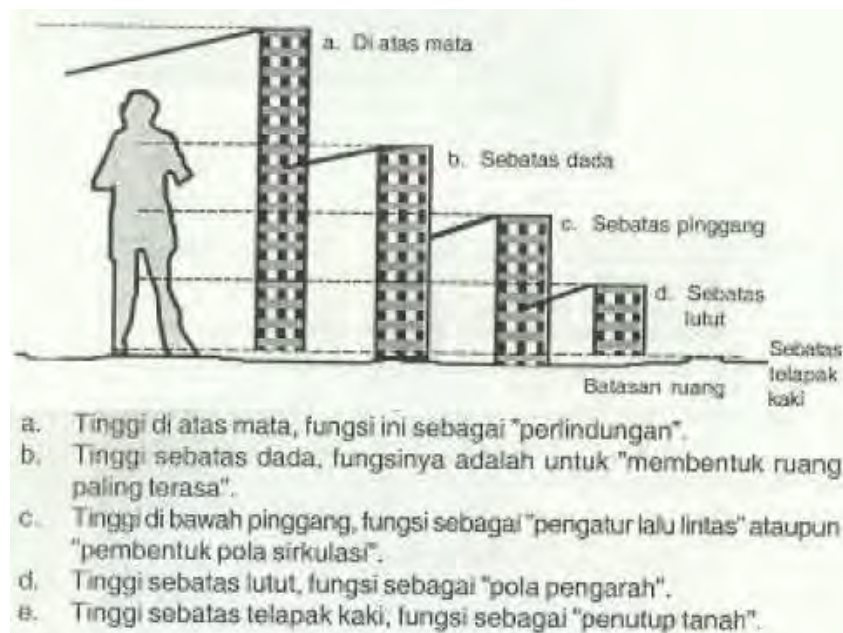 a. Di atas mata
b. Sebatas dada
c. Sebatas pinggang
d. Sebatas
lutut
Sebatas
telapak
kaki
Batasan ruang
a. Tinggi di atas mata, fungsi ini sebagai "perlindungan".
b. Tinggi sebatas dada, fungsinya adalah untuk "membentuk ruang
paling terasa".
c. Tinggi di bawah pinggang, fungsi sebagai "pengatur lalu lintas" ataupun
"pembentuk pola sirkulasi".
d. Tinggi sebatas lutut, fungsi sebagai "pola pengarah".
e. Tinggi sebatas telapak kaki, fungsi sebagai "penutup tanah".